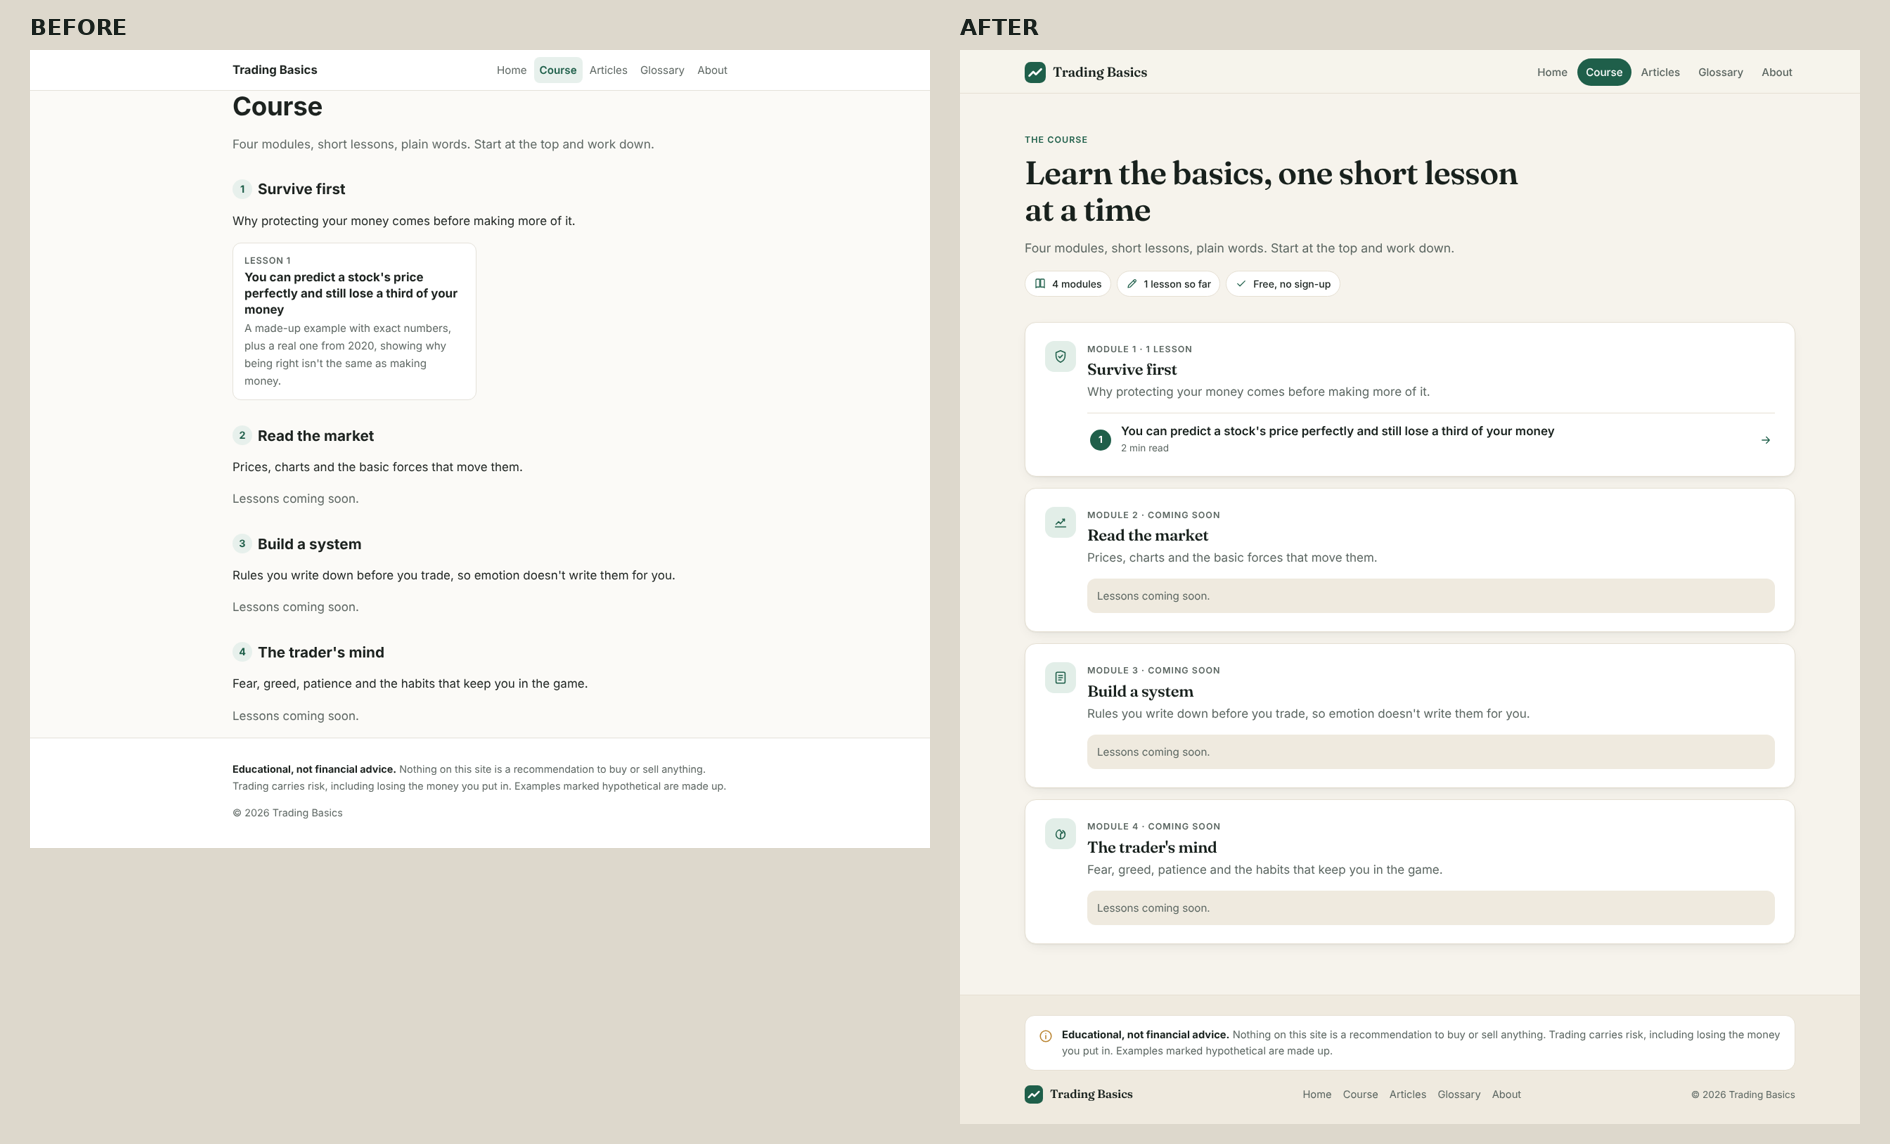 BEFORE
Trading Basics
Home Course Articles Glossary About
Course
Four modules, short lessons, plain words. Start at the top and work down.
1 Survive first
Why protecting your money comes before making more of it.
LESSON 1
You can predict a stock's price
perfectly and still lose a third of your
money
A made-up example with exact numbers,
plus a real one from 2020, showing why
being right isn't the same as making
money.
2 Read the market
Prices, charts and the basic forces that move them.
Lessons coming soon.
3 Build a system
Rules you write down before you trade, so emotion doesn't write them for you.
Lessons coming soon.
4 The trader's mind
Fear, greed, patience and the habits that keep you in the game.
Lessons coming soon.
Educational, not financial advice. Nothing on this site is a recommendation to buy or sell anything.
Trading carries risk, including losing the money you put in. Examples marked hypothetical are made up.
© 2026 Trading Basics
AFTER
Trading Basics
Home Course Articles Glossary About
THE COURSE
Learn the basics, one short lesson
at a time
Four modules, short lessons, plain words. Start at the top and work down.
4 modules 1 lesson so far Free, no sign-up
MODULE 1 · 1 LESSON
Survive first
Why protecting your money comes before making more of it.
1 You can predict a stock's price perfectly and still lose a third of your money
2 min read
MODULE 2 · COMING SOON
Read the market
Prices, charts and the basic forces that move them.
Lessons coming soon.
MODULE 3 · COMING SOON
Build a system
Rules you write down before you trade, so emotion doesn't write them for you.
Lessons coming soon.
MODULE 4 · COMING SOON
The trader's mind
Fear, greed, patience and the habits that keep you in the game.
Lessons coming soon.
Educational, not financial advice. Nothing on this site is a recommendation to buy or sell anything. Trading carries risk, including losing the money
you put in. Examples marked hypothetical are made up.
Trading Basics
Home Course Articles Glossary About
© 2026 Trading Basics